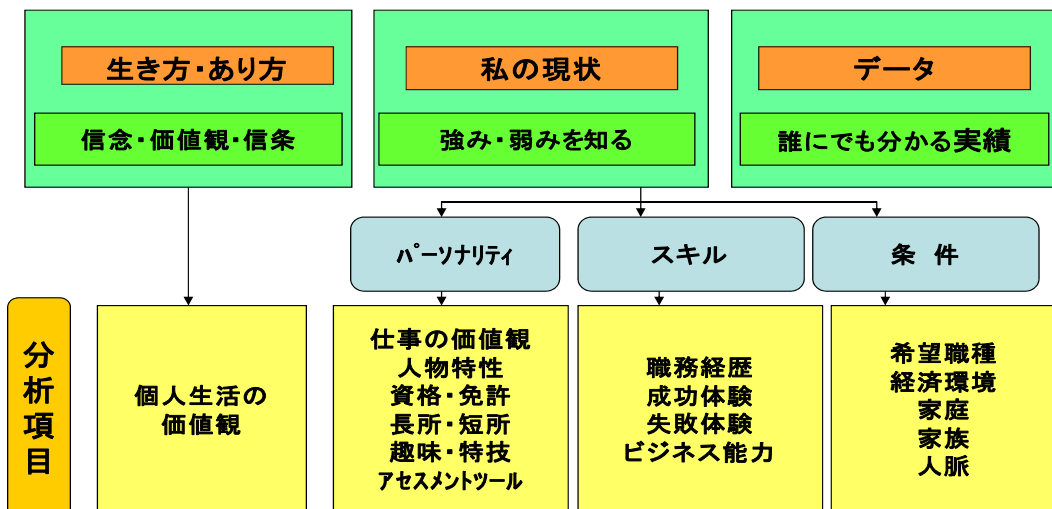 生き方・あり方
信念・価値観・信条
私の現状
強み・弱みを知る
データ
誰にでも分かる実績
パーソナリティ
スキル
条 件
分析項目
個人生活の
価値観
仕事の価値観
人物特性
資格・免許
長所・短所
趣味・特技
アセスメントツール
職務経歴
成功体験
失敗体験
ビジネス能力
希望職種
経済環境
家庭
家族
人脈